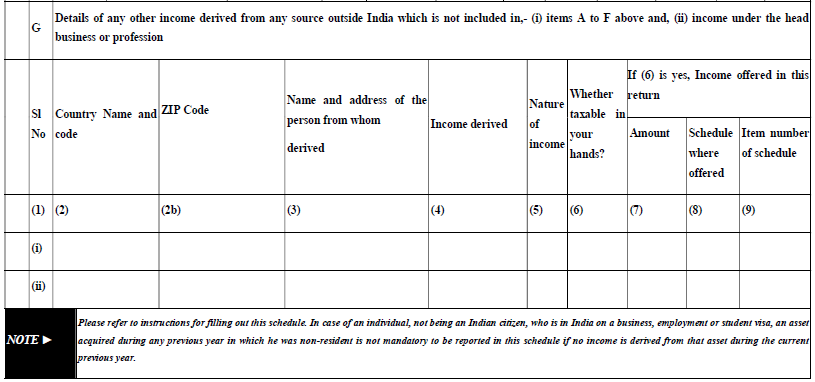 G Details of any other income derived from any source outside India which is not included in,- (i) items A to F above and, (ii) income under the head
business or profession
Sl No
Country Name and code
ZIP Code
Name and address of the person from whom derived
Income derived
Nature of income
Whether taxable in your hands?
If (6) is yes, Income offered in this return
Amount
Schedule where offered
Item number of schedule
(1) (2) (2b) (3) (4) (5) (6) (7) (8) (9)
(i)
(ii)
NOTE ►
Please refer to instructions for filling out this schedule. In case of an individual, not being an Indian citizen, who is in India on a business, employment or student visa, an asset
acquired during any previous year in which he was non-resident is not mandatory to be reported in this schedule if no income is derived from that asset during the current
previous year.